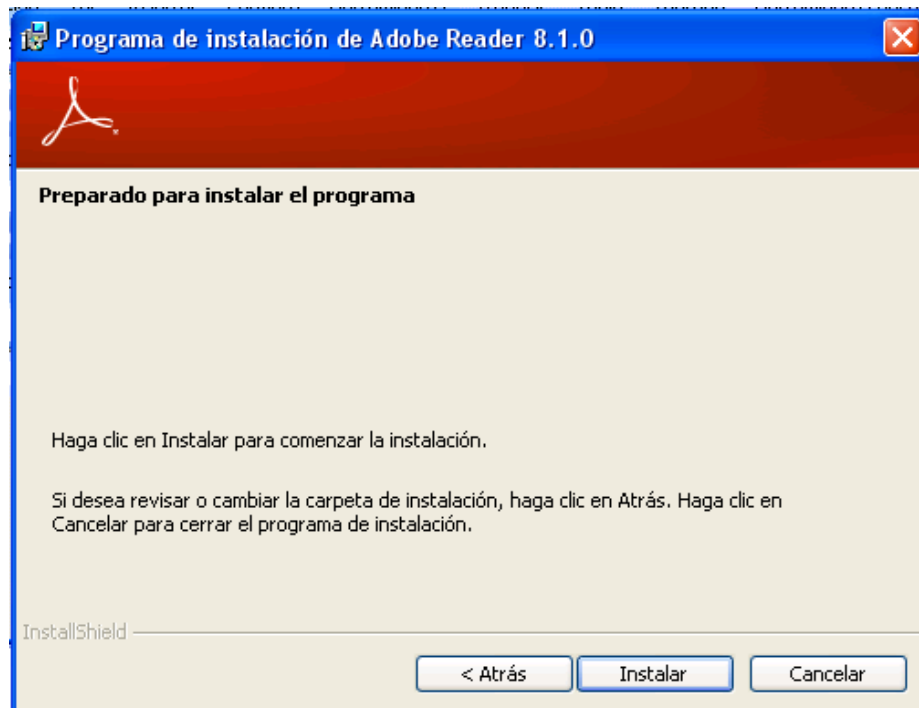 Programa de instalación de Adobe Reader 8.1.0
Preparado para instalar el programa
Haga clic en Instalar para comenzar la instalación.
Si desea revisar o cambiar la carpeta de instalación, haga clic en Atrás. Haga clic en
Cancelar para cerrar el programa de instalación.
InstallShield
< Atrás Instalar Cancelar